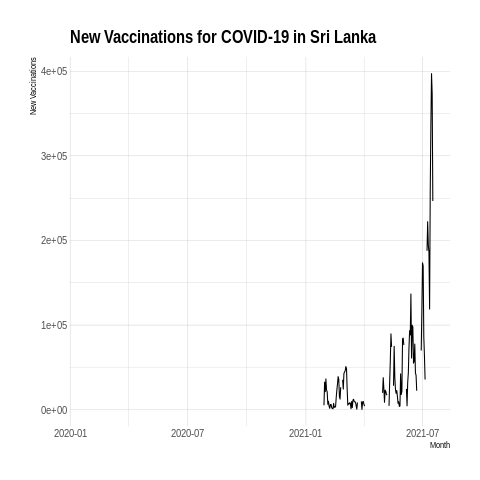 New Vaccinations for COVID-19 in Sri Lanka
New Vaccinations
4e+05
3e+05
2e+05
1e+05
0e+00
2020-01 2020-07 2021-01 2021-07
Month